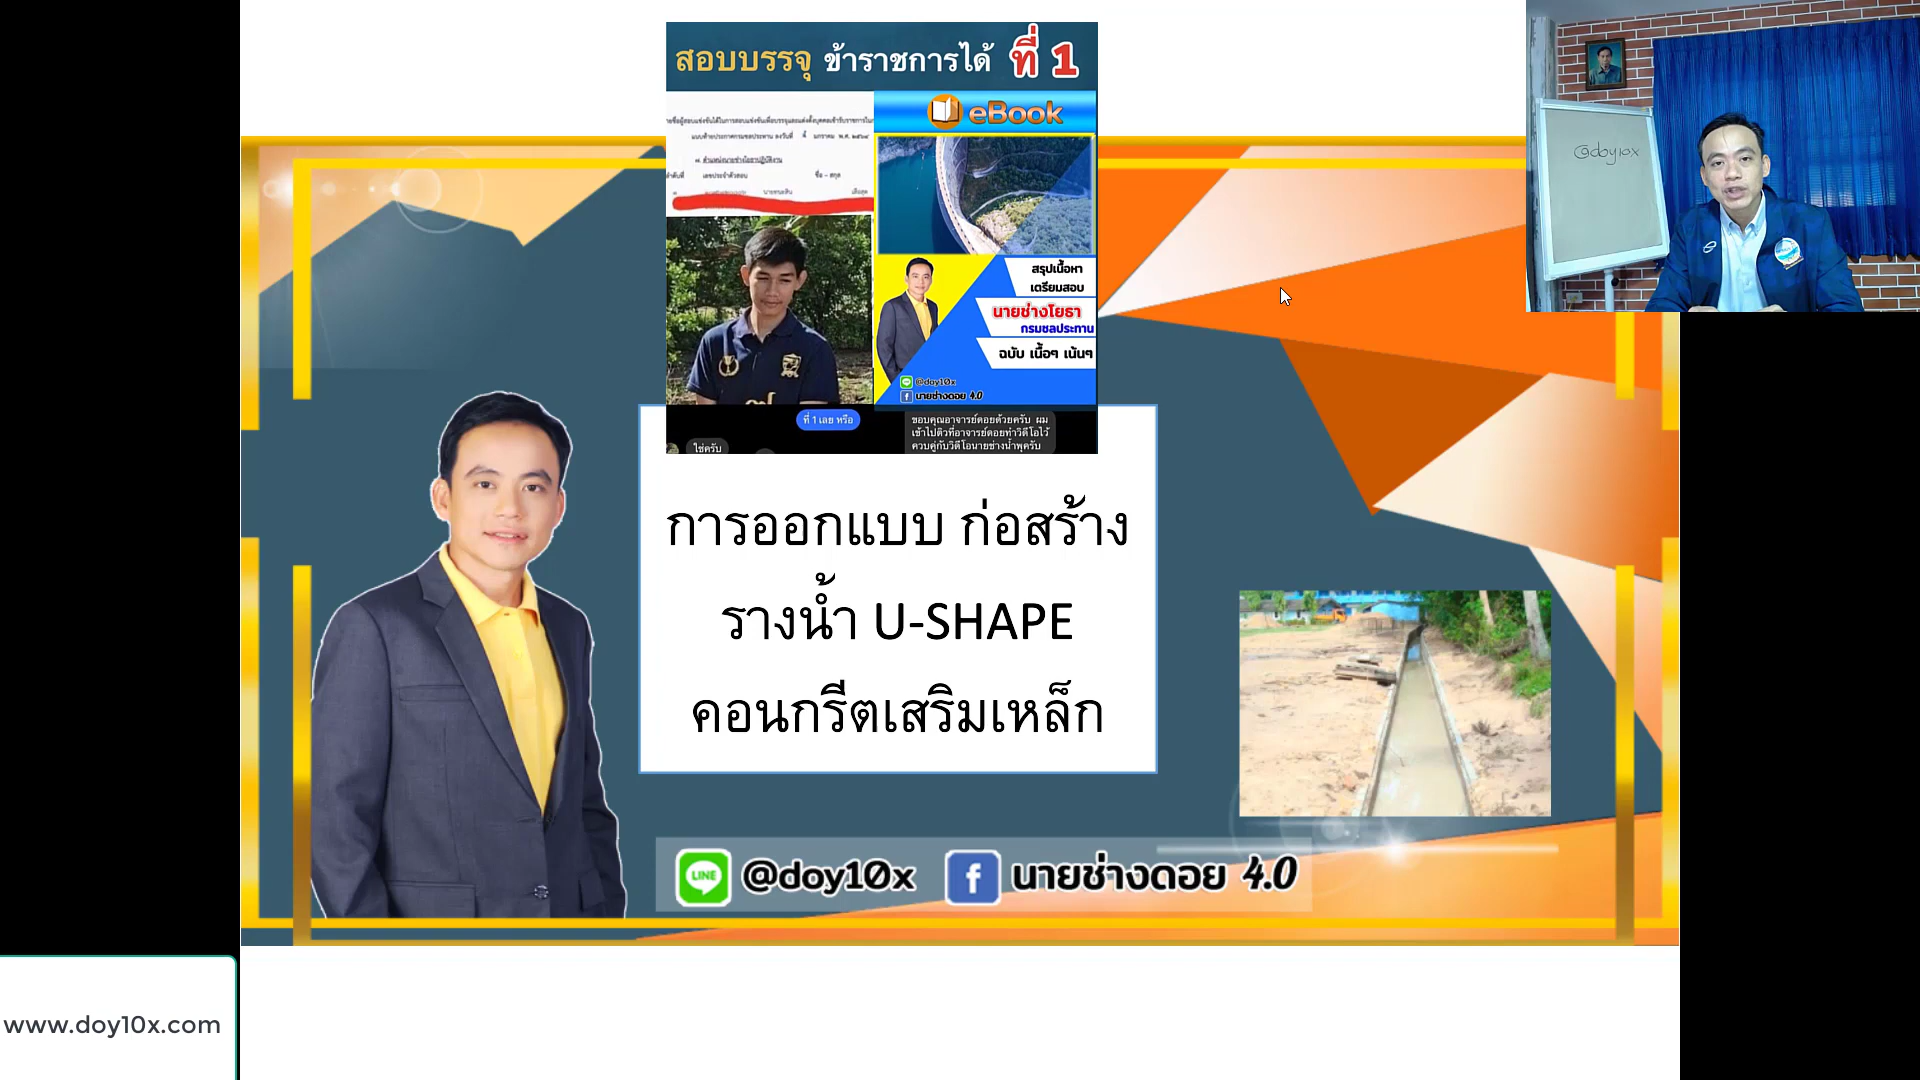 สอบบรรจุ ข้าราชการได้ ที่ 1
eBook
สรุปเนื้อหา
เตรียมสอบ
นายช่างโยธา
กรมชลประทาน
ฉบับ เนื้อๆ เน้นๆ
@doy10x
นายช่างดอย 4.0
ที่ 1 เลย หรือ
ใช่ครับ
ขอบคุณอาจารย์ดอยด้วยครับ ผม
เข้าไปติวที่อาจารย์ดอยทำวิดีโอไว้
ควบคู่กับวิดีโอนายช่างน้ำพุครับ
@doy10x
การออกแบบ ก่อสร้าง
รางน้ำ U-SHAPE
คอนกรีตเสริมเหล็ก
LINE @doy10x f นายช่างดอย 4.0
www.doy10x.com